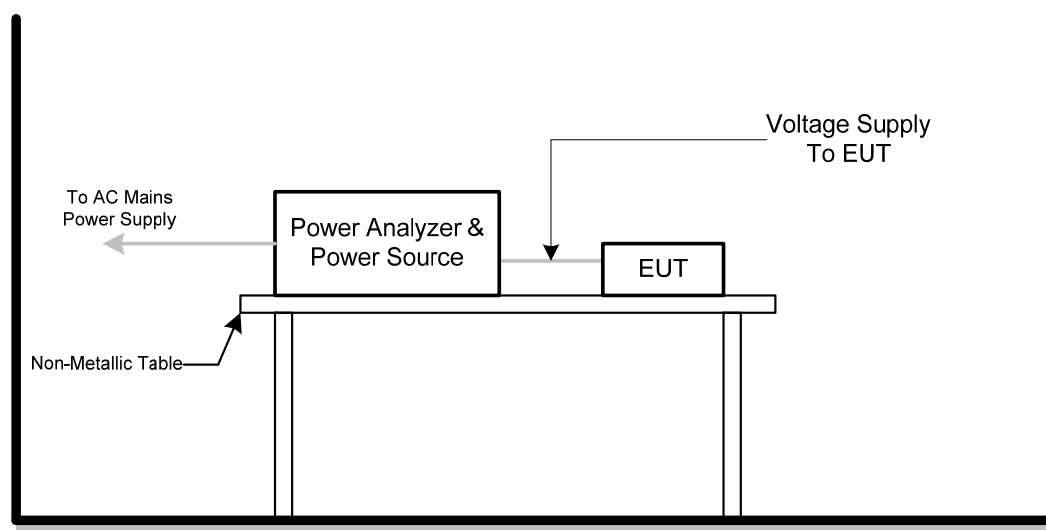 Voltage Supply
To EUT
To AC Mains
Power Supply
Power Analyzer &
Power Source
EUT
Non-Metallic Table